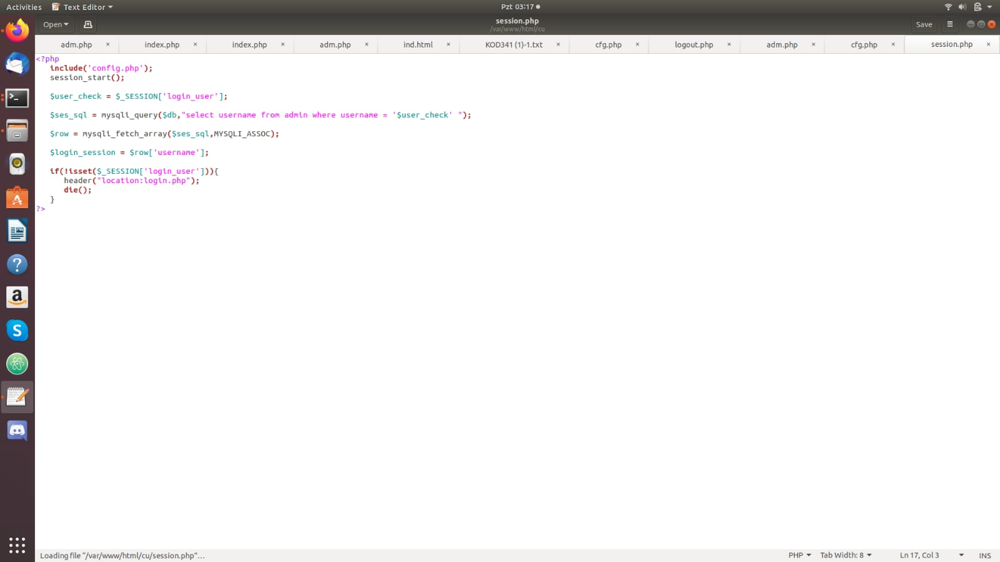 Activities Text Editor Pzt 03:17
Open session.php Save
/var/www/html/cu
adm.php index.php index.php adm.php ind.html KOD341 (1)-1.txt cfg.php logout.php adm.php cfg.php session.php
<?php
include('config.php');
session_start();
$user_check = $_SESSION['login_user'];
$ses_sql = mysqli_query($db,"select username from admin where username = '$user_check' ");
$row = mysqli_fetch_array($ses_sql,MYSQLI_ASSOC);
$login_session = $row['username'];
if(!isset($_SESSION['login_user'])){
header("location:login.php");
die();
}
?>
Loading file “/var/www/html/cu/session.php”… PHP Tab Width: 8 Ln 17, Col 3 INS